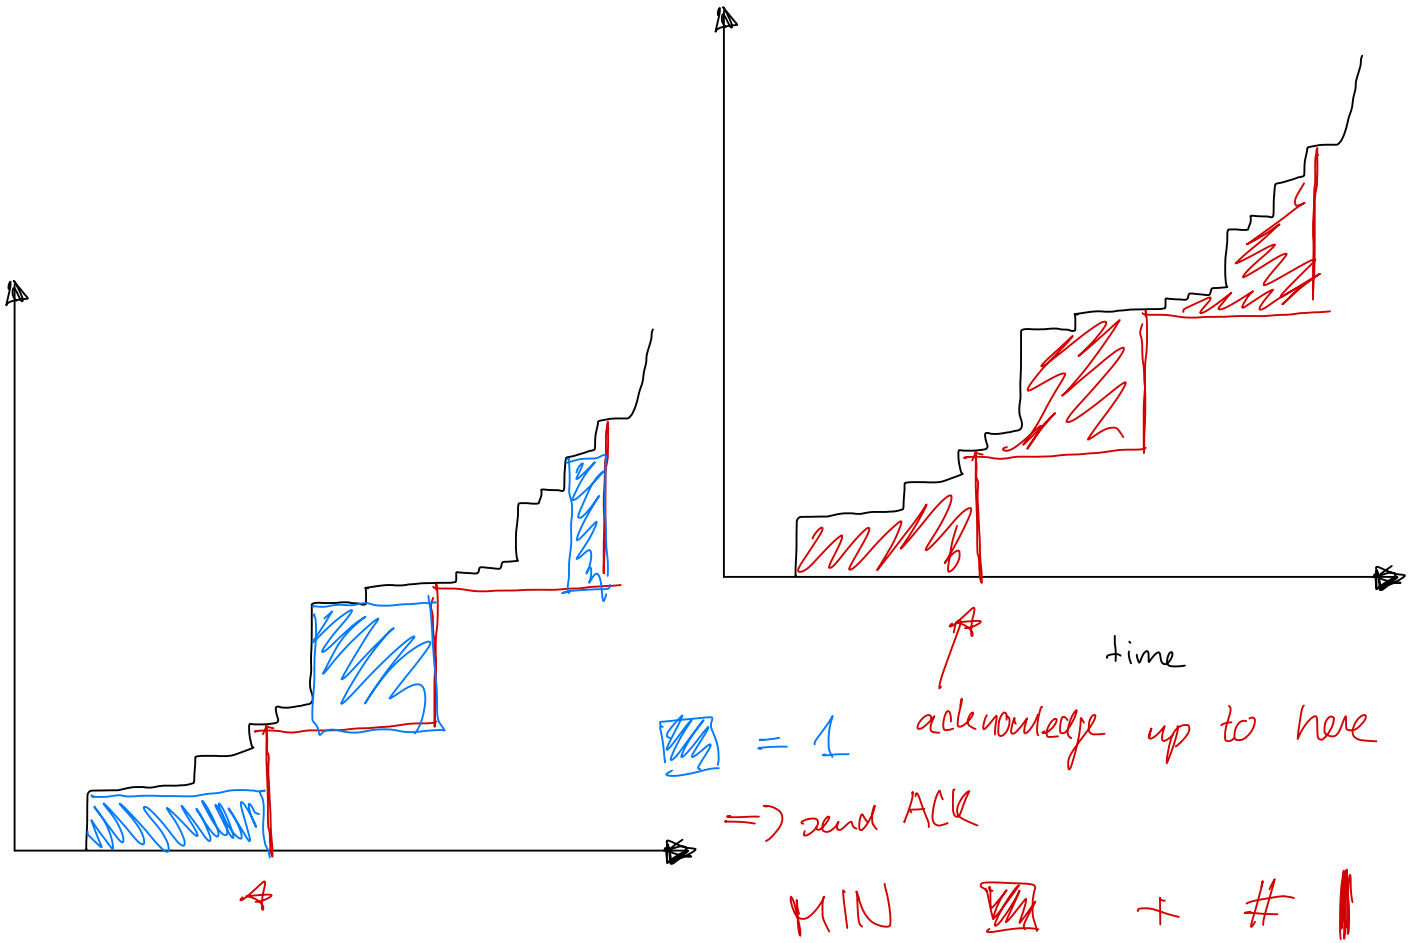 time
acknowledge up to here
= 1
=> send ACK
MIN + #